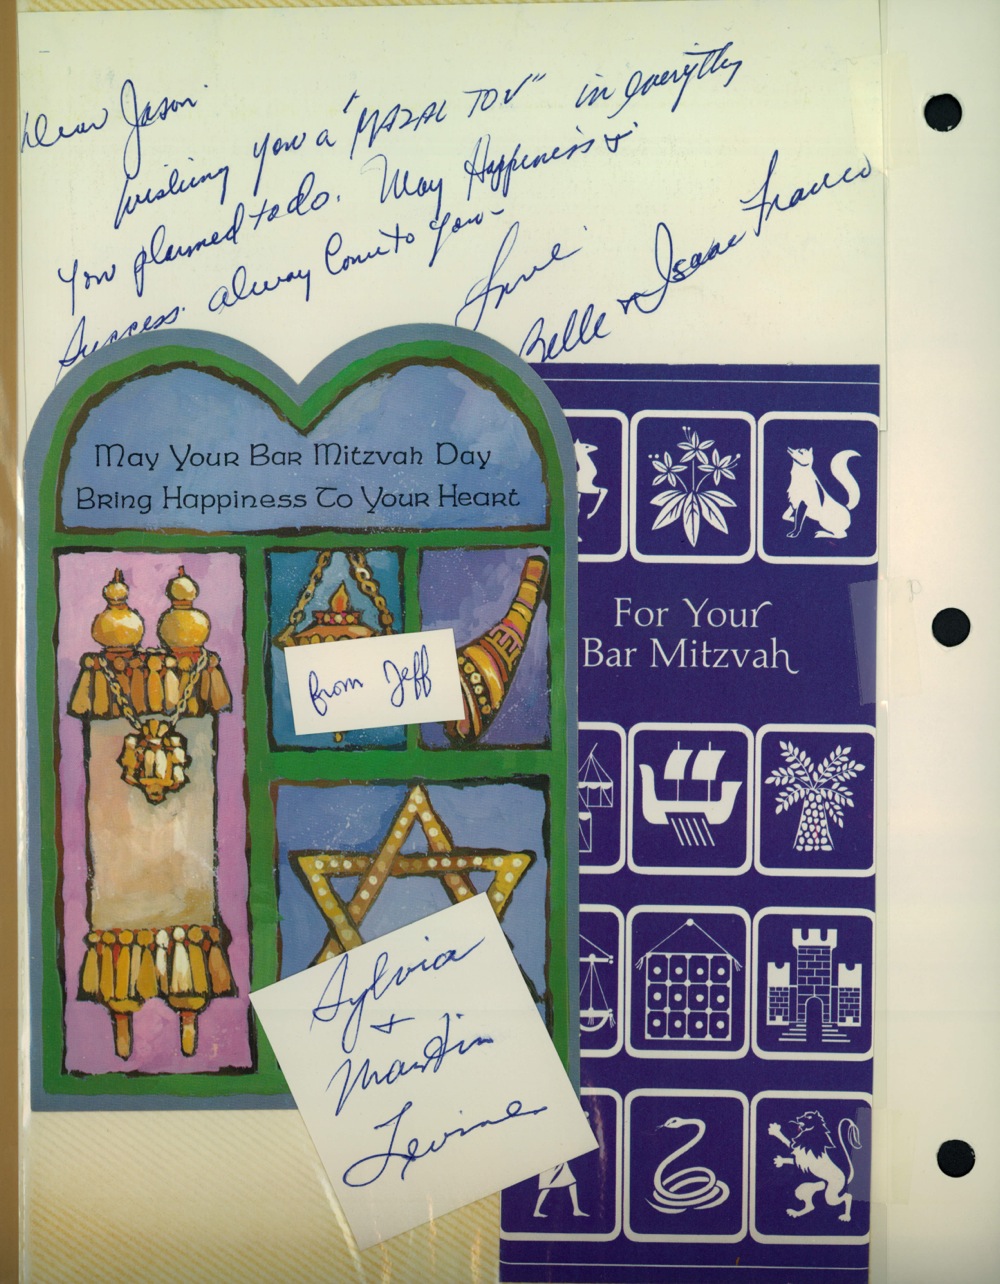 Dear Jason
Wishing you a "MAZAL TOV" in everythg
You planned to do. May Happiness &
Success alway Come to you-
Love
Belle & Isaac Franco
May Your Bar Mitzvah Day
Bring Happiness To Your Heart
from Jeff
For Your
Bar Mitzvah
Sylvia
+
Martin
Levine